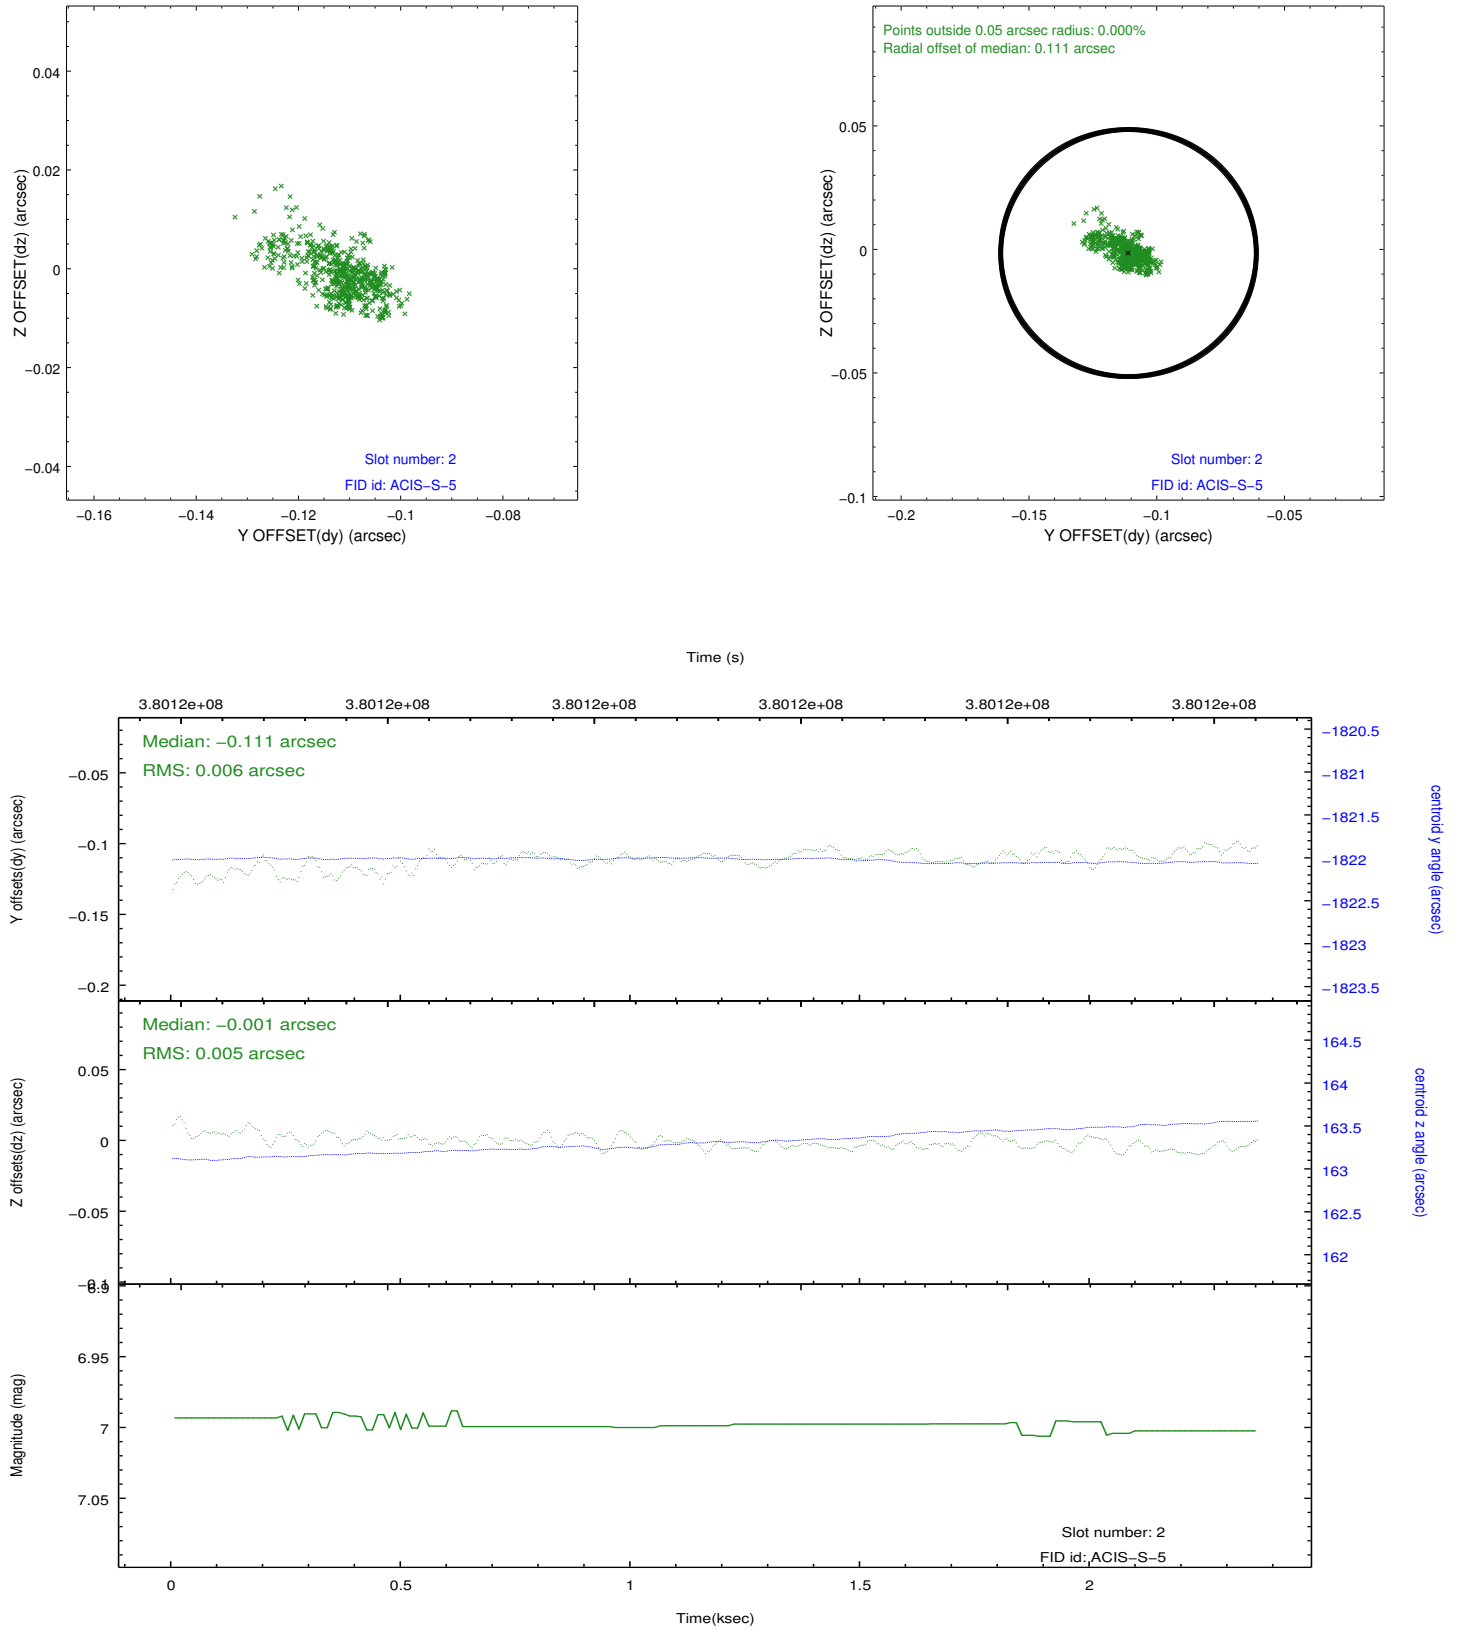 0.04
0.02
0
−0.02
−0.04
Z OFFSET(dz) (arcsec)
Slot number: 2
FID id: ACIS−S−5
−0.16 −0.14 −0.12 −0.1 −0.08
Y OFFSET(dy) (arcsec)
Points outside 0.05 arcsec radius: 0.000%
Radial offset of median: 0.111 arcsec
0.05
0
−0.05
−0.1
Z OFFSET(dz) (arcsec)
Slot number: 2
FID id: ACIS−S−5
−0.2 −0.15 −0.1 −0.05
Y OFFSET(dy) (arcsec)
Time (s)
3.8012e+08 3.8012e+08 3.8012e+08 3.8012e+08 3.8012e+08 3.8012e+08
Median: −0.111 arcsec
RMS: 0.006 arcsec
−0.05
−0.1
−0.15
−0.2
Y offsets(dy) (arcsec)
−1820.5
−1821
−1821.5
−1822
−1822.5
−1823
−1823.5
centroid y angle (arcsec)
Median: −0.001 arcsec
RMS: 0.005 arcsec
0.05
0
−0.05
−0.1
Z offsets(dz) (arcsec)
164.5
164
163.5
163
162.5
162
centroid z angle (arcsec)
6.9
6.95
7
7.05
Magnitude (mag)
Slot number: 2
FID id: ACIS−S−5
0 0.5 1 1.5 2
Time(ksec)